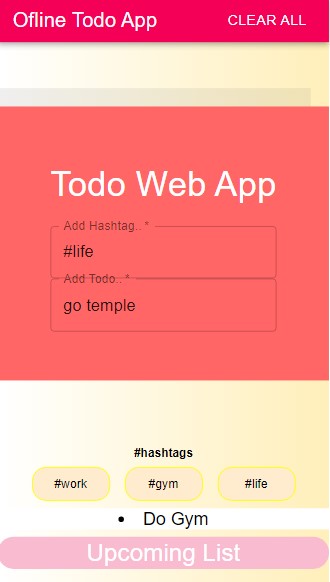 Ofline Todo App CLEAR ALL
Todo Web App
Add Hashtag.. *
#life
Add Todo.. *
go temple
#hashtags
#work #gym #life
• Do Gym
Upcoming List